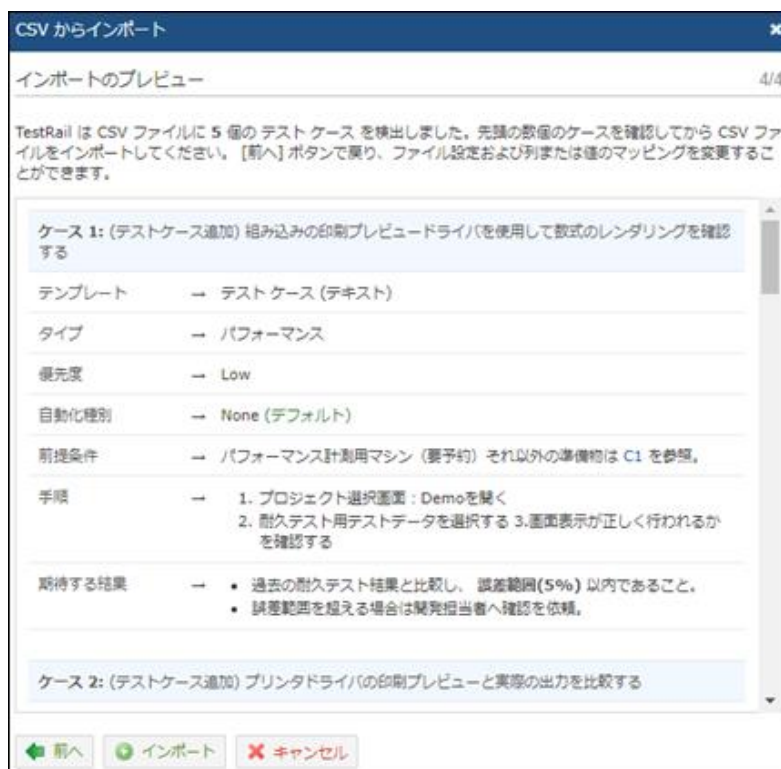 CSV からインポート
インポートのプレビュー 4/4
TestRail は CSV ファイルに 5 個の テスト ケース を検出しました。先頭の数個のケースを確認してから CSV ファ
イルをインポートしてください。 [前へ] ボタンで戻り、ファイル設定および列または値のマッピングを変更するこ
とができます。
ケース 1: (テストケース追加) 組み込みの印刷プレビュードライバを使用して数式のレンダリングを確認
する
テンプレート → テスト ケース (テキスト)
タイプ → パフォーマンス
優先度 → Low
自動化種別 → None (デフォルト)
前提条件 → パフォーマンス計測用マシン（要予約）それ以外の準備物は C1 を参照。
手順 → 1. プロジェクト選択画面：Demoを開く
2. 耐久テスト用テストデータを選択する 3.画面表示が正しく行われるか
を確認する
期待する結果 → • 過去の耐久テスト結果と比較し、 誤差範囲(5%) 以内であること。
• 誤差範囲を超える場合は開発担当者へ確認を依頼。
ケース 2: (テストケース追加) プリンタドライバの印刷プレビューと実際の出力を比較する
前へ インポート キャンセル